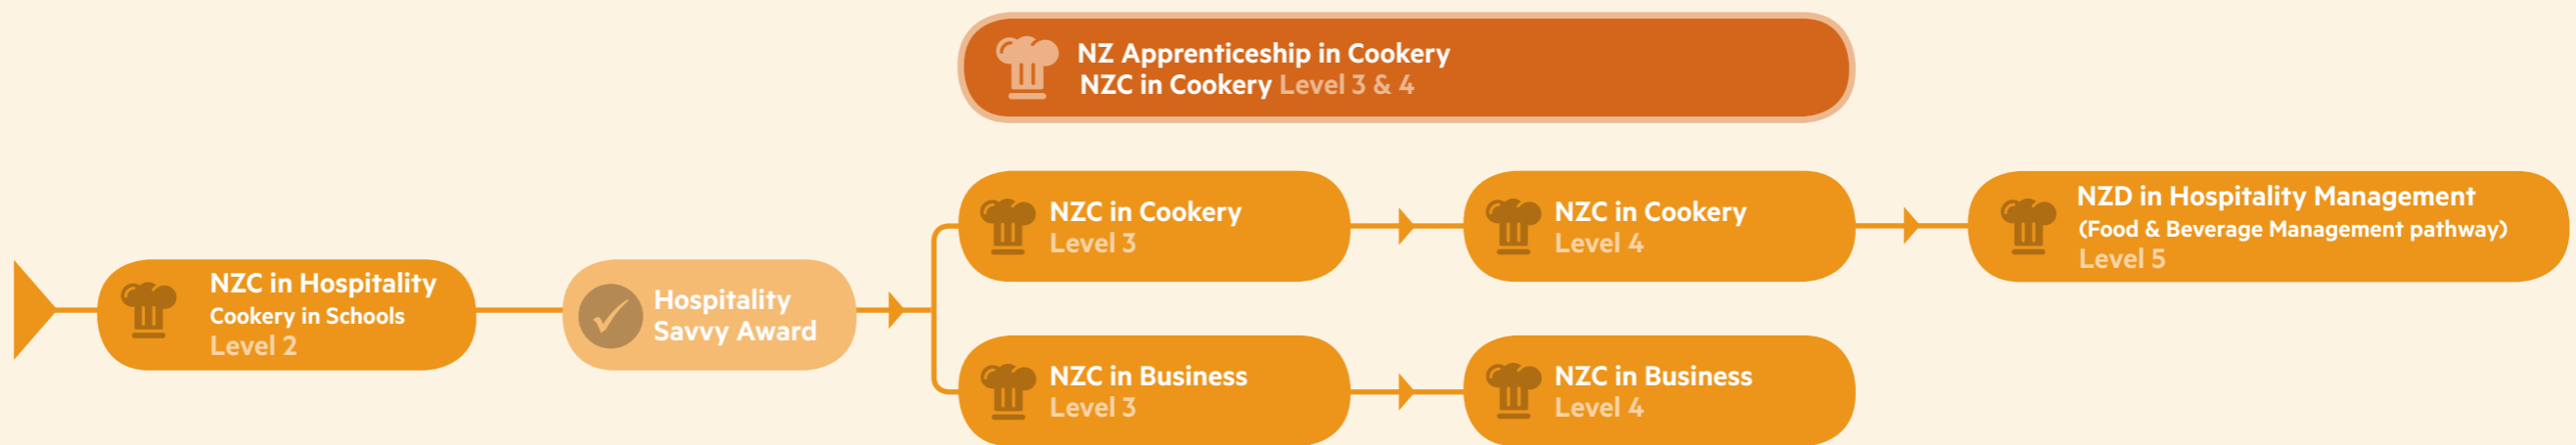 NZ Apprenticeship in Cookery
NZC in Cookery Level 3 & 4
NZC in Hospitality
Cookery in Schools
Level 2
Hospitality
Savvy Award
NZC in Cookery
Level 3
NZC in Cookery
Level 4
NZD in Hospitality Management
(Food & Beverage Management pathway)
Level 5
NZC in Business
Level 3
NZC in Business
Level 4